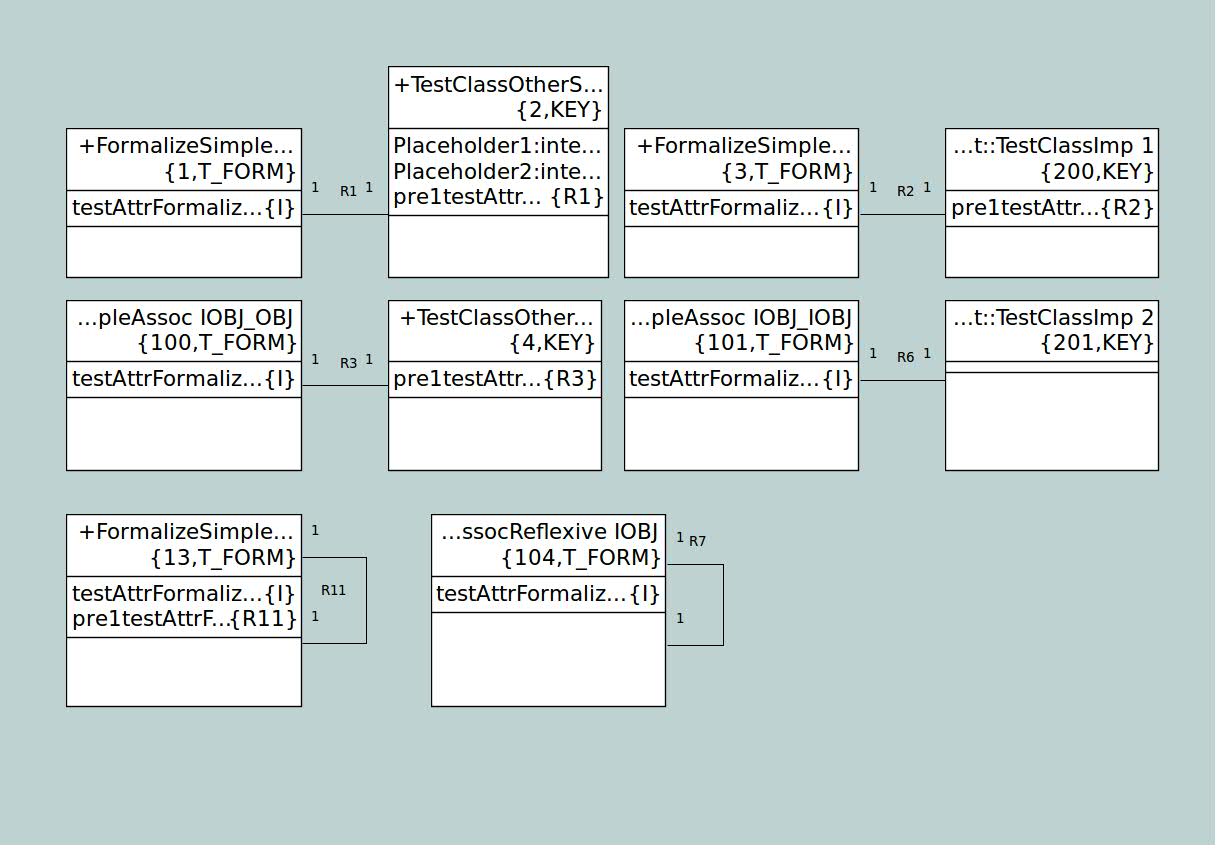 +TestClassOtherS...
{2,KEY}
Placeholder1:inte...
Placeholder2:inte...
pre1testAttr... {R1}
+FormalizeSimple...
{1,T_FORM}
testAttrFormaliz...{I}
1 R1 1
+FormalizeSimple...
{3,T_FORM}
testAttrFormaliz...{I}
1 R2 1
...t::TestClassImp 1
{200,KEY}
pre1testAttr...{R2}
...pleAssoc IOBJ_OBJ
{100,T_FORM}
testAttrFormaliz...{I}
1 R3 1
+TestClassOther...
{4,KEY}
pre1testAttr...{R3}
...pleAssoc IOBJ_IOBJ
{101,T_FORM}
testAttrFormaliz...{I}
1 R6 1
...t::TestClassImp 2
{201,KEY}
+FormalizeSimple...
{13,T_FORM}
testAttrFormaliz...{I}
pre1testAttrF...{R11}
1
R11
1
...ssocReflexive IOBJ
{104,T_FORM}
testAttrFormaliz...{I}
1 R7
1